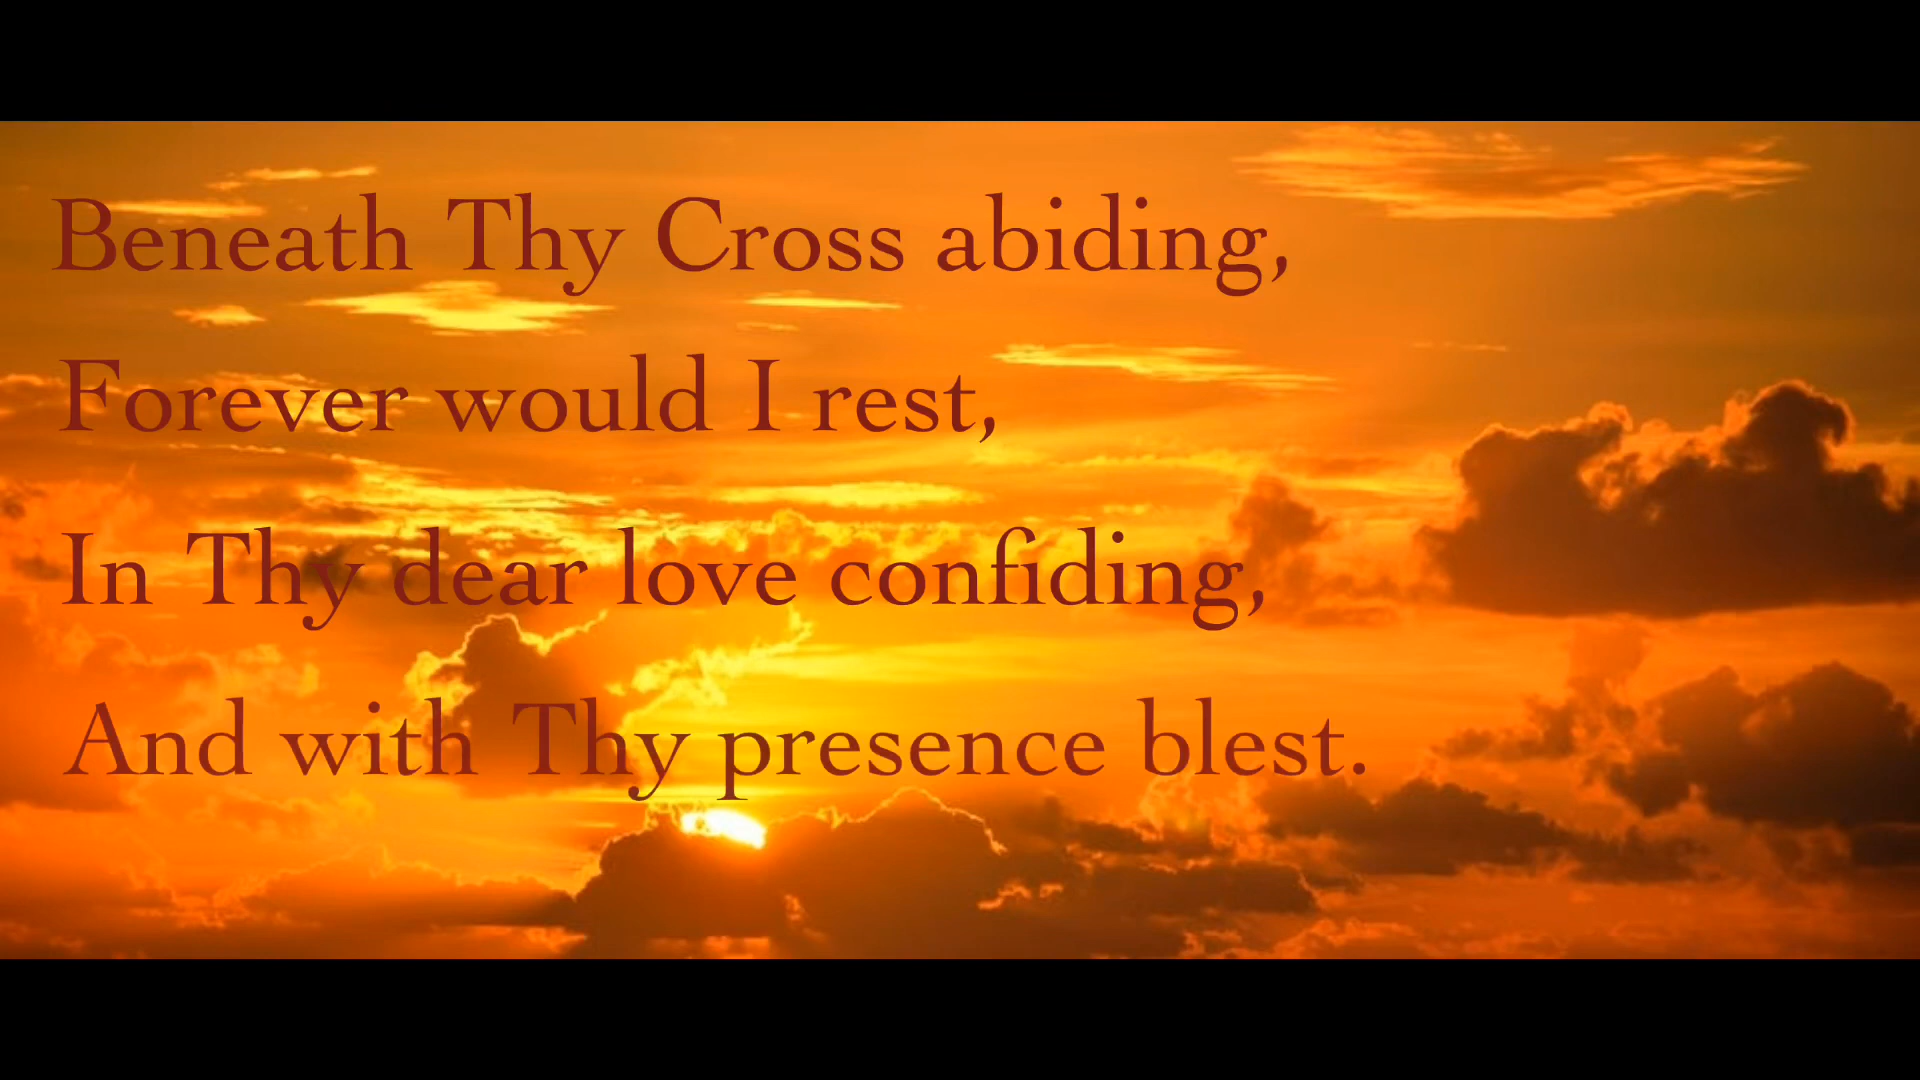 Beneath Thy Cross abiding,
Forever would I rest,
In Thy dear love confiding,
And with Thy presence blest.